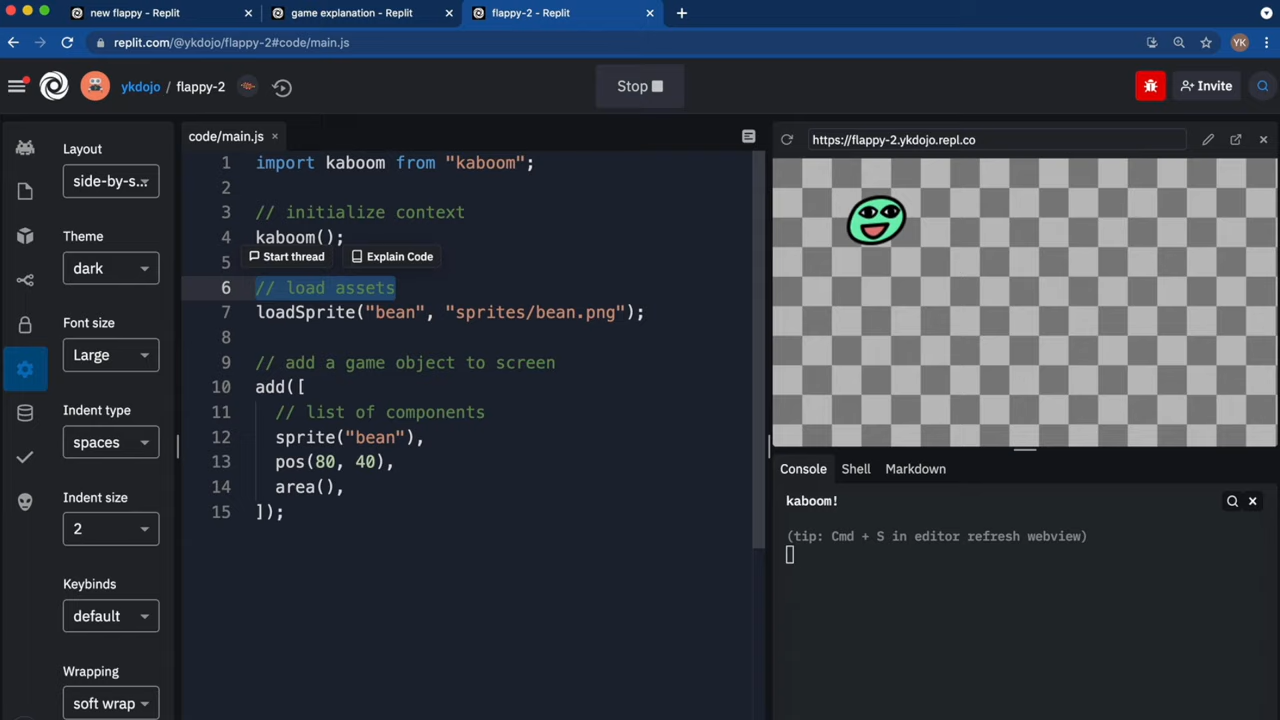 new flappy - Replit
game explanation - Replit
flappy-2 - Replit
replit.com/@ykdojo/flappy-2#code/main.js
YK
ykdojo / flappy-2
Stop
Invite
Layout
side-by-s...
Theme
dark
Font size
Large
Indent type
spaces
Indent size
2
Keybinds
default
Wrapping
soft wrap
code/main.js
1 import kaboom from "kaboom";
2
3 // initialize context
4 kaboom();
Start thread
Explain Code
5
6 // load assets
7 loadSprite("bean", "sprites/bean.png");
8
9 // add a game object to screen
10 add([
11 // list of components
12 sprite("bean"),
13 pos(80, 40),
14 area(),
15 ]);
https://flappy-2.ykdojo.repl.co
Console Shell Markdown
kaboom!
(tip: Cmd + S in editor refresh webview)